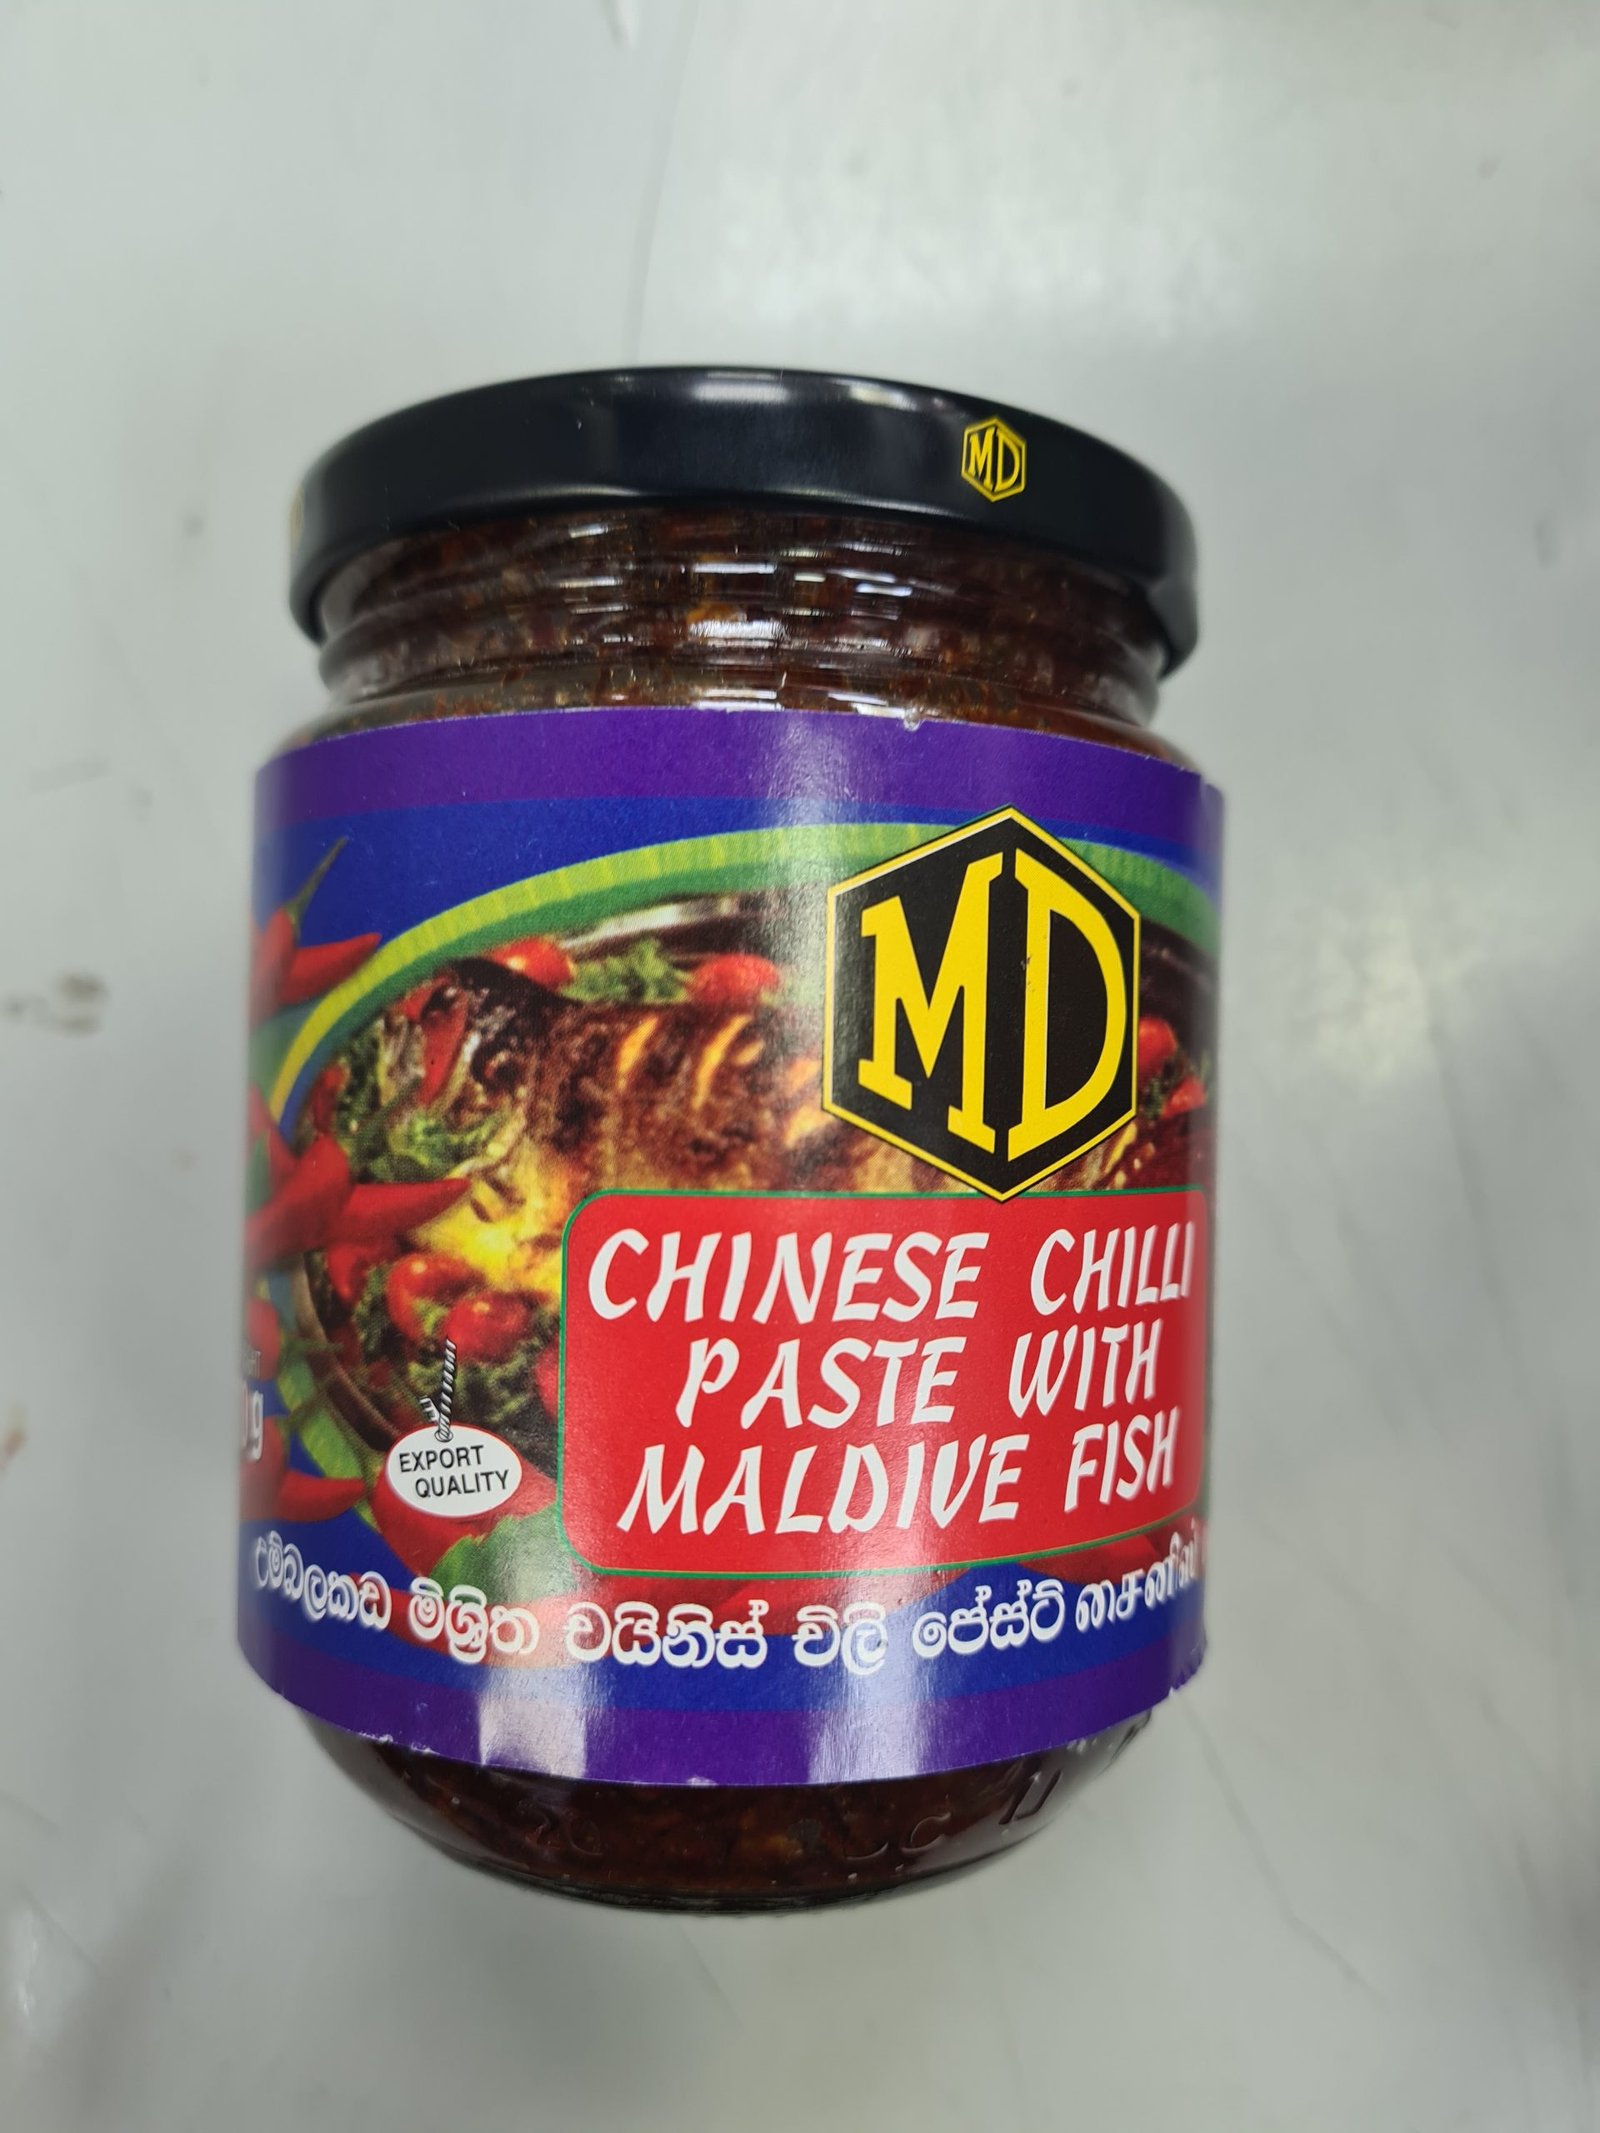 MD
MD
CHINESE CHILLI
PASTE WITH
MALDIVE FISH
EXPORT
QUALITY
g
උම්බලකඩ මිශ්‍රිත චයිනිස් චිලි පේස්ට්